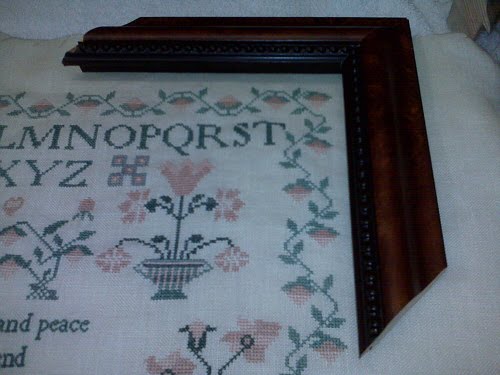 LMNOPQRST
XYZ
and peace
end